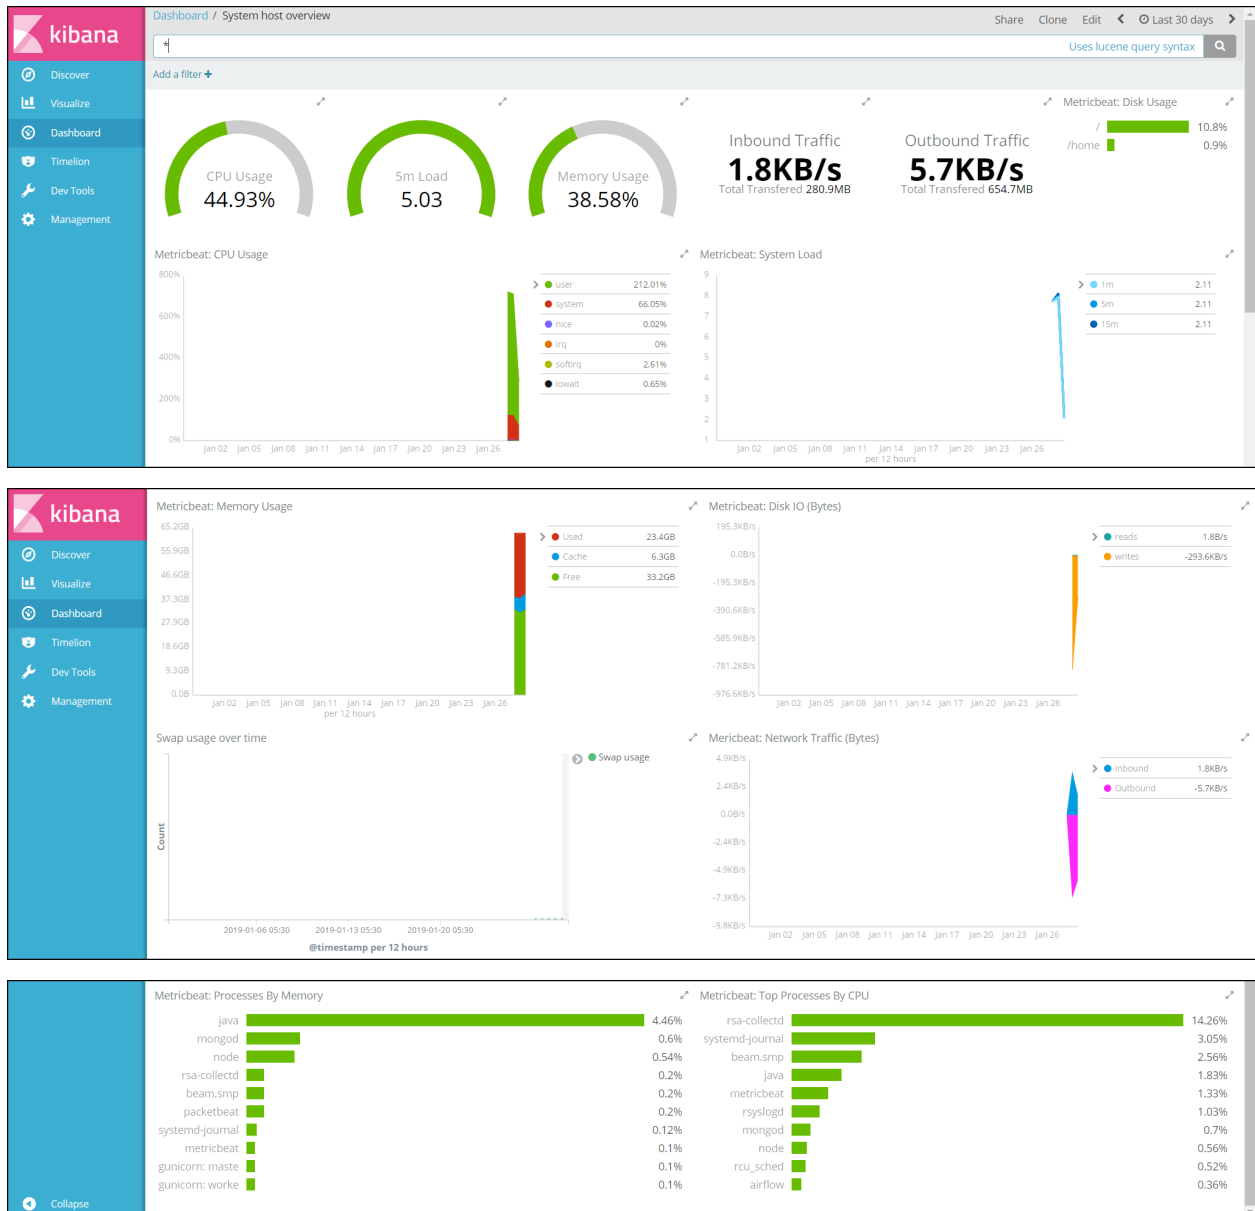 kibana
Discover
Visualize
Dashboard
Timelion
Dev Tools
Management
Dashboard / System host overview
Share Clone Edit Last 30 days
*
Uses lucene query syntax
Add a filter +
CPU Usage
44.93%
5m Load
5.03
Memory Usage
38.58%
Inbound Traffic
1.8KB/s
Total Transfered 280.9MB
Outbound Traffic
5.7KB/s
Total Transfered 654.7MB
Metricbeat: Disk Usage
/ 10.8%
/home 0.9%
Metricbeat: CPU Usage
800%
600%
400%
200%
0%
Jan 02 Jan 05 Jan 08 Jan 11 Jan 14 Jan 17 Jan 20 Jan 23 Jan 26
user 212.01%
system 66.05%
nice 0.02%
irq 0%
softirq 2.61%
iowait 0.65%
Metricbeat: System Load
9
8
7
6
5
4
3
2
1
Jan 02 Jan 05 Jan 08 Jan 11 Jan 14 Jan 17 Jan 20 Jan 23 Jan 26
per 12 hours
1m 2.11
5m 2.11
15m 2.11
kibana
Discover
Visualize
Dashboard
Timelion
Dev Tools
Management
Metricbeat: Memory Usage
65.2GB
55.9GB
46.6GB
37.3GB
27.9GB
18.6GB
9.3GB
0.0B
Jan 02 Jan 05 Jan 08 Jan 11 Jan 14 Jan 17 Jan 20 Jan 23 Jan 26
per 12 hours
Used 23.4GB
Cache 6.3GB
Free 33.2GB
Metricbeat: Disk IO (Bytes)
195.3KB/s
0.0B/s
-195.3KB/s
-390.6KB/s
-585.9KB/s
-781.2KB/s
-976.6KB/s
Jan 02 Jan 05 Jan 08 Jan 11 Jan 14 Jan 17 Jan 20 Jan 23 Jan 26
reads 1.8B/s
writes -293.6KB/s
Swap usage over time
Count
2019-01-06 05:30 2019-01-13 05:30 2019-01-20 05:30
@timestamp per 12 hours
Swap usage
Mericbeat: Network Traffic (Bytes)
4.9KB/s
2.4KB/s
0.0B/s
-2.4KB/s
-4.9KB/s
-7.3KB/s
-9.8KB/s
Jan 02 Jan 05 Jan 08 Jan 11 Jan 14 Jan 17 Jan 20 Jan 23 Jan 26
Inbound 1.8KB/s
Outbound -5.7KB/s
Metricbeat: Processes By Memory
java 4.46%
mongod 0.6%
node 0.54%
rsa-collectd 0.2%
beam.smp 0.2%
packetbeat 0.2%
systemd-journal 0.12%
metricbeat 0.1%
gunicorn: maste 0.1%
gunicorn: worke 0.1%
Metricbeat: Top Processes By CPU
rsa-collectd 14.26%
systemd-journal 3.05%
beam.smp 2.56%
java 1.83%
metricbeat 1.33%
rsyslogd 1.03%
mongod 0.7%
node 0.56%
rcu_sched 0.52%
airflow 0.36%
Collapse